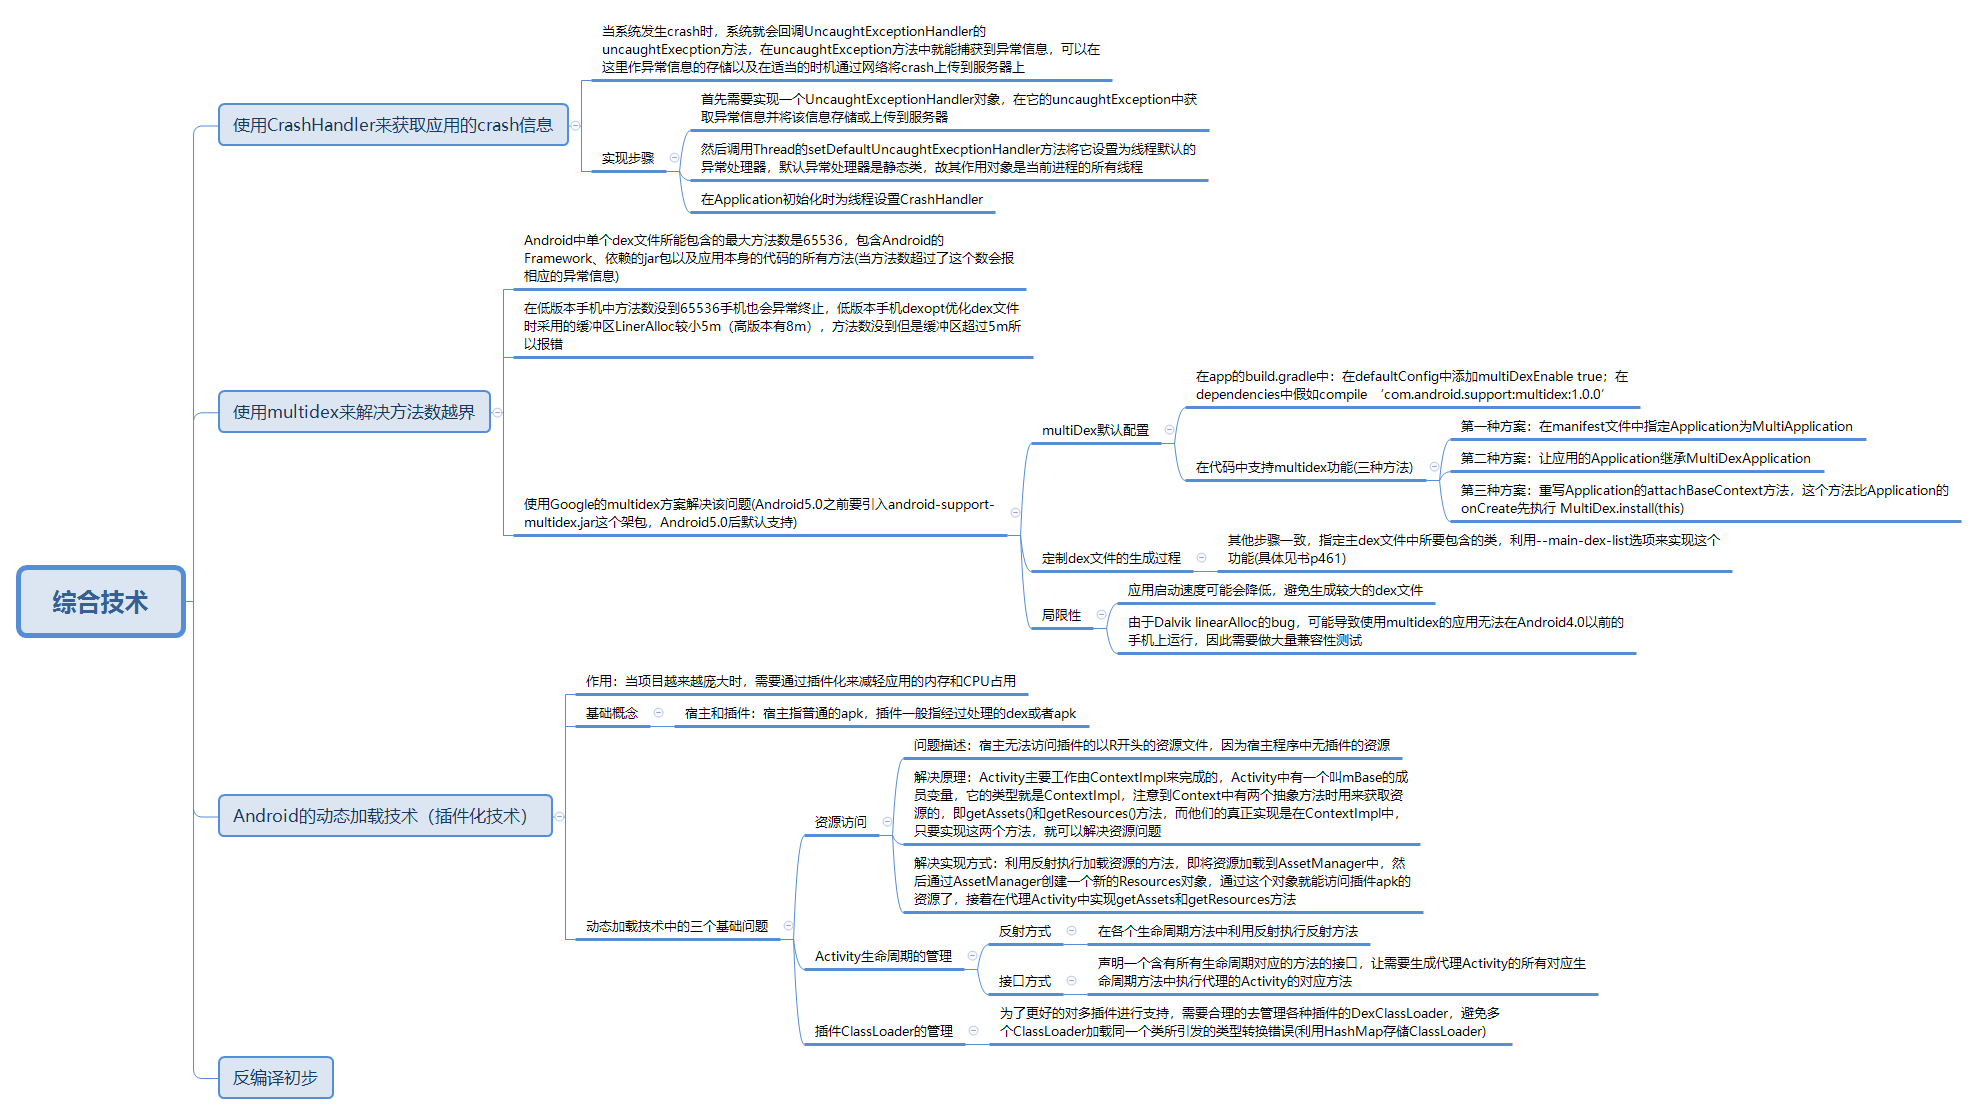 综合技术
使用CrashHandler来获取应用的crash信息
当系统发生crash时，系统就会回调UncaughtExceptionHandler的
uncaughtExecption方法，在uncaughtException方法中就能捕获到异常信息，可以在
这里作异常信息的存储以及在适当的时机通过网络将crash上传到服务器上
实现步骤
首先需要实现一个UncaughtExceptionHandler对象，在它的uncaughtException中获
取异常信息并将该信息存储或上传到服务器
然后调用Thread的setDefaultUncaughtExecptionHandler方法将它设置为线程默认的
异常处理器，默认异常处理器是静态类，故其作用对象是当前进程的所有线程
在Application初始化时为线程设置CrashHandler
使用multidex来解决方法数越界
Android中单个dex文件所能包含的最大方法数是65536，包含Android的
Framework、依赖的jar包以及应用本身的代码的所有方法(当方法数超过了这个数会报
相应的异常信息)
在低版本手机中方法数没到65536手机也会异常终止，低版本手机dexopt优化dex文件
时采用的缓冲区LinerAlloc较小5m（高版本有8m），方法数没到但是缓冲区超过5m所
以报错
使用Google的multidex方案解决该问题(Android5.0之前要引入android-support-
multidex.jar这个架包，Android5.0后默认支持)
multiDex默认配置
在app的build.gradle中：在defaultConfig中添加multiDexEnable true；在
dependencies中假如compile ‘com.android.support:multidex:1.0.0’
在代码中支持multidex功能(三种方法)
第一种方案：在manifest文件中指定Application为MultiApplication
第二种方案：让应用的Application继承MultiDexApplication
第三种方案：重写Application的attachBaseContext方法，这个方法比Application的
onCreate先执行 MultiDex.install(this)
定制dex文件的生成过程
其他步骤一致，指定主dex文件中所要包含的类，利用--main-dex-list选项来实现这个
功能(具体见书p461)
局限性
应用启动速度可能会降低，避免生成较大的dex文件
由于Dalvik linearAlloc的bug，可能导致使用multidex的应用无法在Android4.0以前的
手机上运行，因此需要做大量兼容性测试
Android的动态加载技术（插件化技术）
作用：当项目越来越庞大时，需要通过插件化来减轻应用的内存和CPU占用
基础概念
宿主和插件：宿主指普通的apk，插件一般指经过处理的dex或者apk
动态加载技术中的三个基础问题
资源访问
问题描述：宿主无法访问插件的以R开头的资源文件，因为宿主程序中无插件的资源
解决原理：Activity主要工作由ContextImpl来完成的，Activity中有一个叫mBase的成
员变量，它的类型就是ContextImpl，注意到Context中有两个抽象方法时用来获取资
源的，即getAssets()和getResources()方法，而他们的真正实现是在ContextImpl中，
只要实现这两个方法，就可以解决资源问题
解决实现方式：利用反射执行加载资源的方法，即将资源加载到AssetManager中，然
后通过AssetManager创建一个新的Resources对象，通过这个对象就能访问插件apk的
资源了，接着在代理Activity中实现getAssets和getResources方法
Activity生命周期的管理
反射方式
在各个生命周期方法中利用反射执行反射方法
接口方式
声明一个含有所有生命周期对应的方法的接口，让需要生成代理Activity的所有对应生
命周期方法中执行代理的Activity的对应方法
插件ClassLoader的管理
为了更好的对多插件进行支持，需要合理的去管理各种插件的DexClassLoader，避免多
个ClassLoader加载同一个类所引发的类型转换错误(利用HashMap存储ClassLoader)
反编译初步